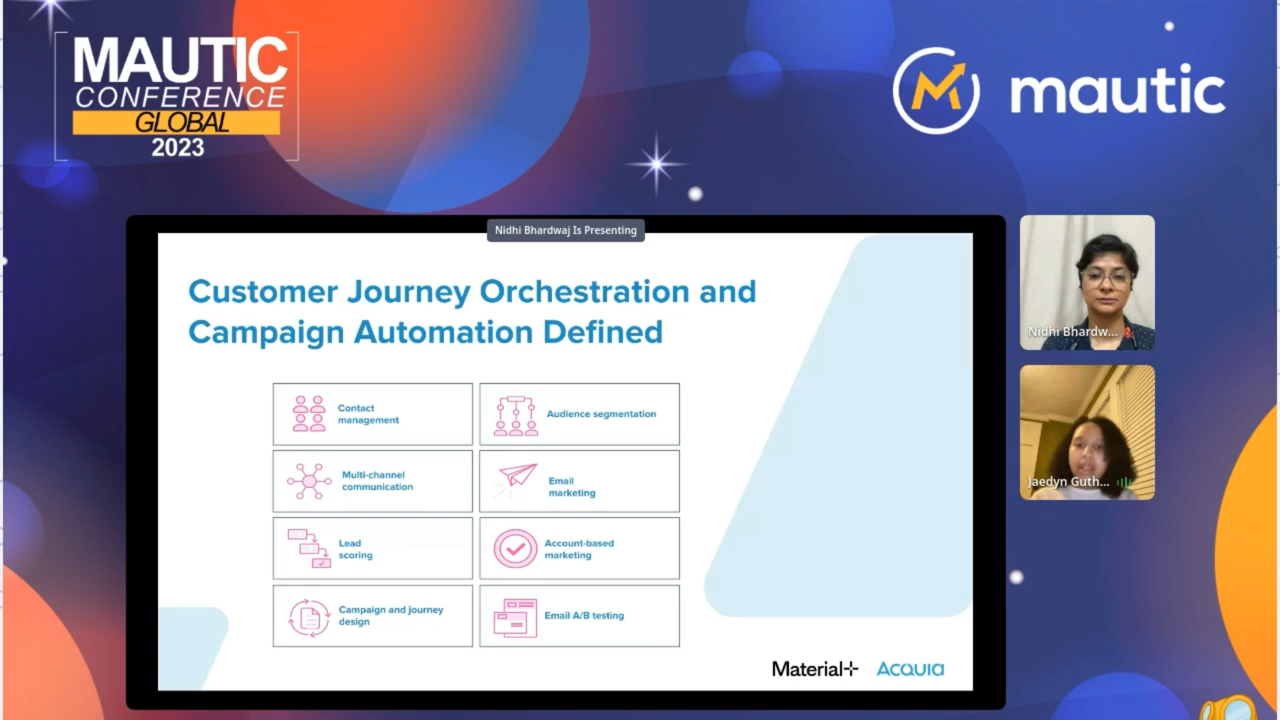 MAUTIC
CONFERENCE
GLOBAL
2023
mautic
Nidhi Bhardwaj Is Presenting
Customer Journey Orchestration and
Campaign Automation Defined
Contact
management
Audience segmentation
Multi-channel
communication
Email
marketing
Lead
scoring
Account-based
marketing
Campaign and journey
design
Email A/B testing
Material+
Acquia
Nidhi Bhardw...
Jaedyn Guth...